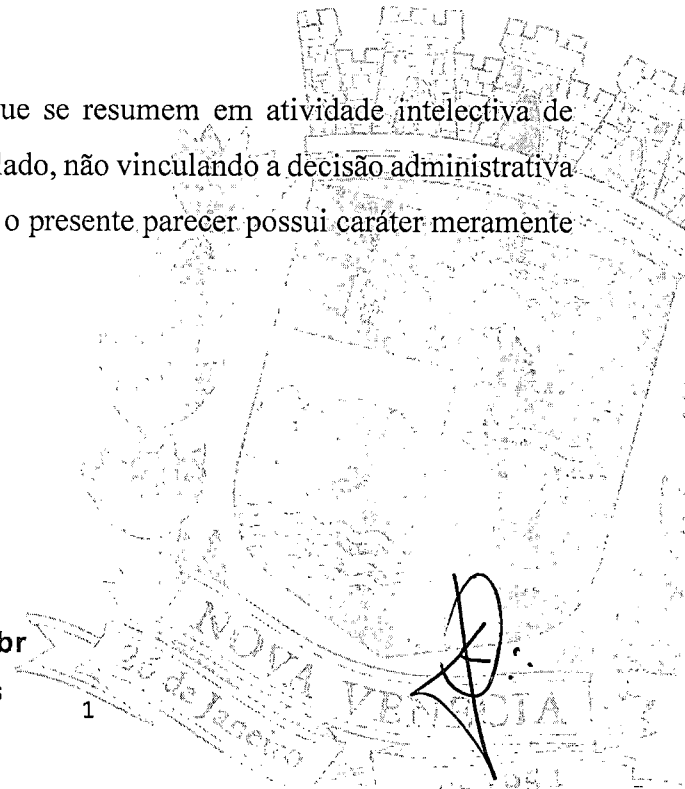 ue se resumem em atividade intelectiva de
lado, não vinculando a decisão administrativa
o presente parecer possui caráter meramente
br
1
NOVA VENÉCIA
26 de Janeiro